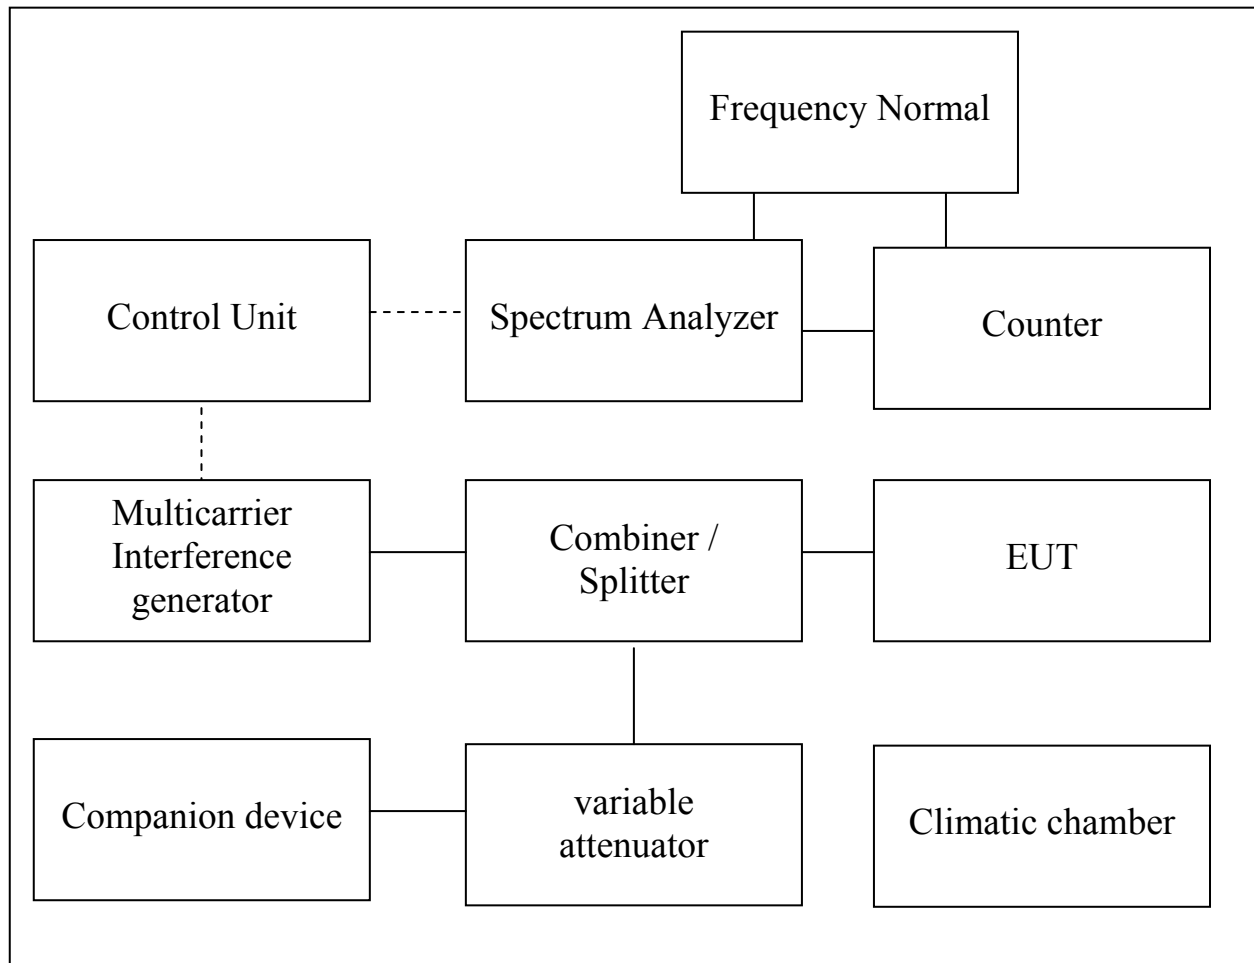 Frequency Normal
Control Unit
Spectrum Analyzer
Counter
Multicarrier
Interference
generator
Combiner /
Splitter
EUT
Companion device
variable
attenuator
Climatic chamber